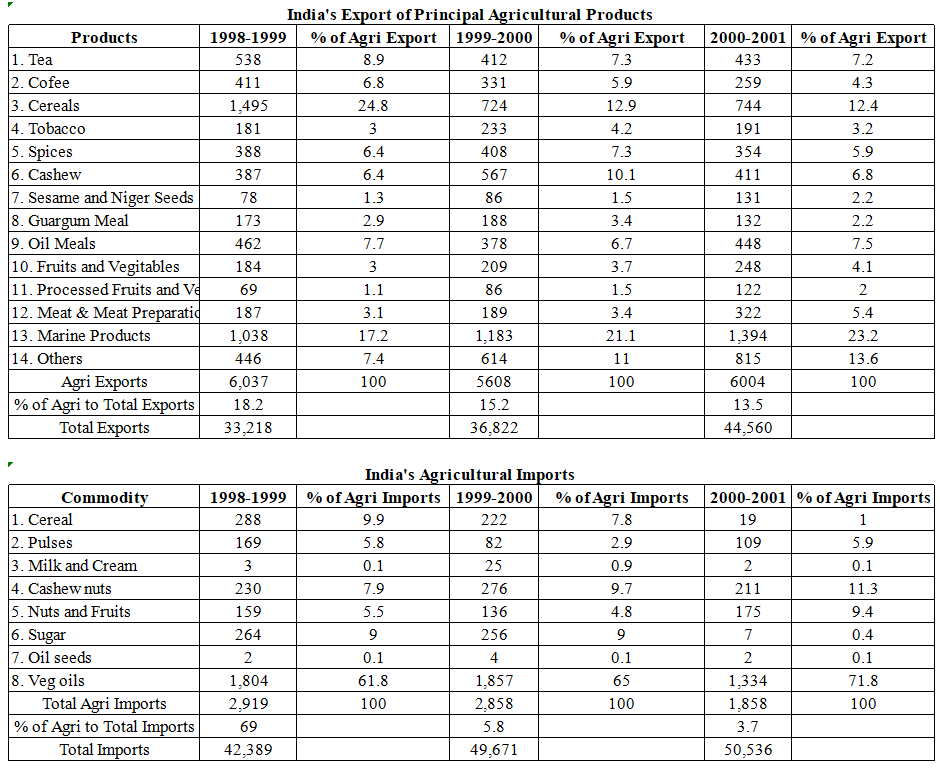 India's Export of Principal Agricultural Products
Products 1998-1999 % of Agri Export 1999-2000 % of Agri Export 2000-2001 % of Agri Export
1. Tea 538 8.9 412 7.3 433 7.2
2. Cofee 411 6.8 331 5.9 259 4.3
3. Cereals 1,495 24.8 724 12.9 744 12.4
4. Tobacco 181 3 233 4.2 191 3.2
5. Spices 388 6.4 408 7.3 354 5.9
6. Cashew 387 6.4 567 10.1 411 6.8
7. Sesame and Niger Seeds 78 1.3 86 1.5 131 2.2
8. Guargum Meal 173 2.9 188 3.4 132 2.2
9. Oil Meals 462 7.7 378 6.7 448 7.5
10. Fruits and Vegitables 184 3 209 3.7 248 4.1
11. Processed Fruits and Ve 69 1.1 86 1.5 122 2
12. Meat & Meat Preparatic 187 3.1 189 3.4 322 5.4
13. Marine Products 1,038 17.2 1,183 21.1 1,394 23.2
14. Others 446 7.4 614 11 815 13.6
Agri Exports 6,037 100 5608 100 6004 100
% of Agri to Total Exports 18.2 15.2 13.5
Total Exports 33,218 36,822 44,560
India's Agricultural Imports
Commodity 1998-1999 % of Agri Imports 1999-2000 % of Agri Imports 2000-2001 % of Agri Imports
1. Cereal 288 9.9 222 7.8 19 1
2. Pulses 169 5.8 82 2.9 109 5.9
3. Milk and Cream 3 0.1 25 0.9 2 0.1
4. Cashew nuts 230 7.9 276 9.7 211 11.3
5. Nuts and Fruits 159 5.5 136 4.8 175 9.4
6. Sugar 264 9 256 9 7 0.4
7. Oil seeds 2 0.1 4 0.1 2 0.1
8. Veg oils 1,804 61.8 1,857 65 1,334 71.8
Total Agri Imports 2,919 100 2,858 100 1,858 100
% of Agri to Total Imports 69 5.8 3.7
Total Imports 42,389 49,671 50,536